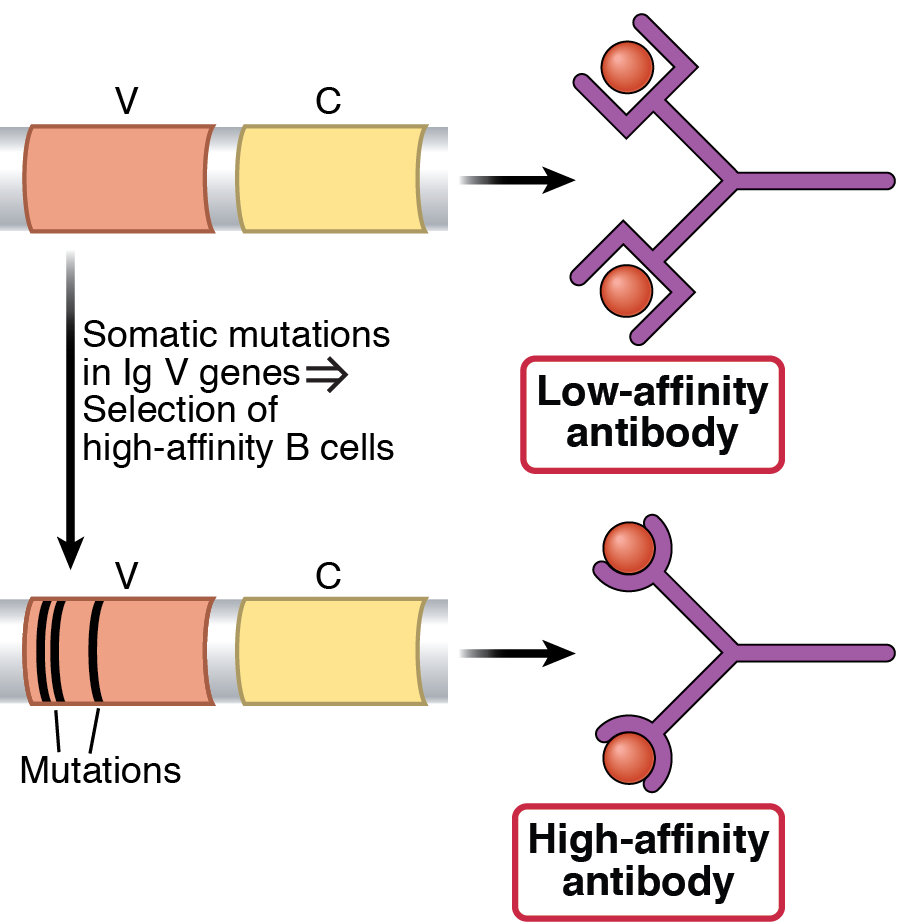 V
C
Somatic mutations
in Ig V genes ⇒
Selection of
high-affinity B cells
Low-affinity
antibody
V
C
Mutations
High-affinity
antibody